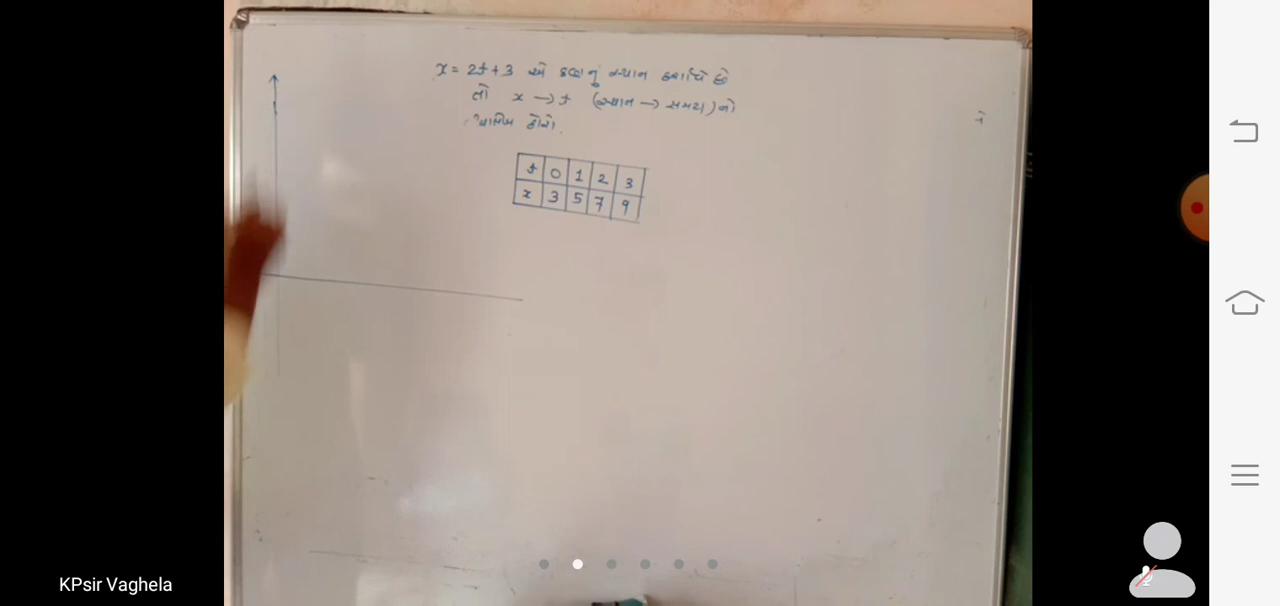 x = 2t + 3 એ કણનું સ્થાન દર્શાવે છે
તો x → t (સ્થાન → સમય) નો
આલેખ દોરો.
t 0 1 2 3
x 3 5 7 9
KPsir Vaghela